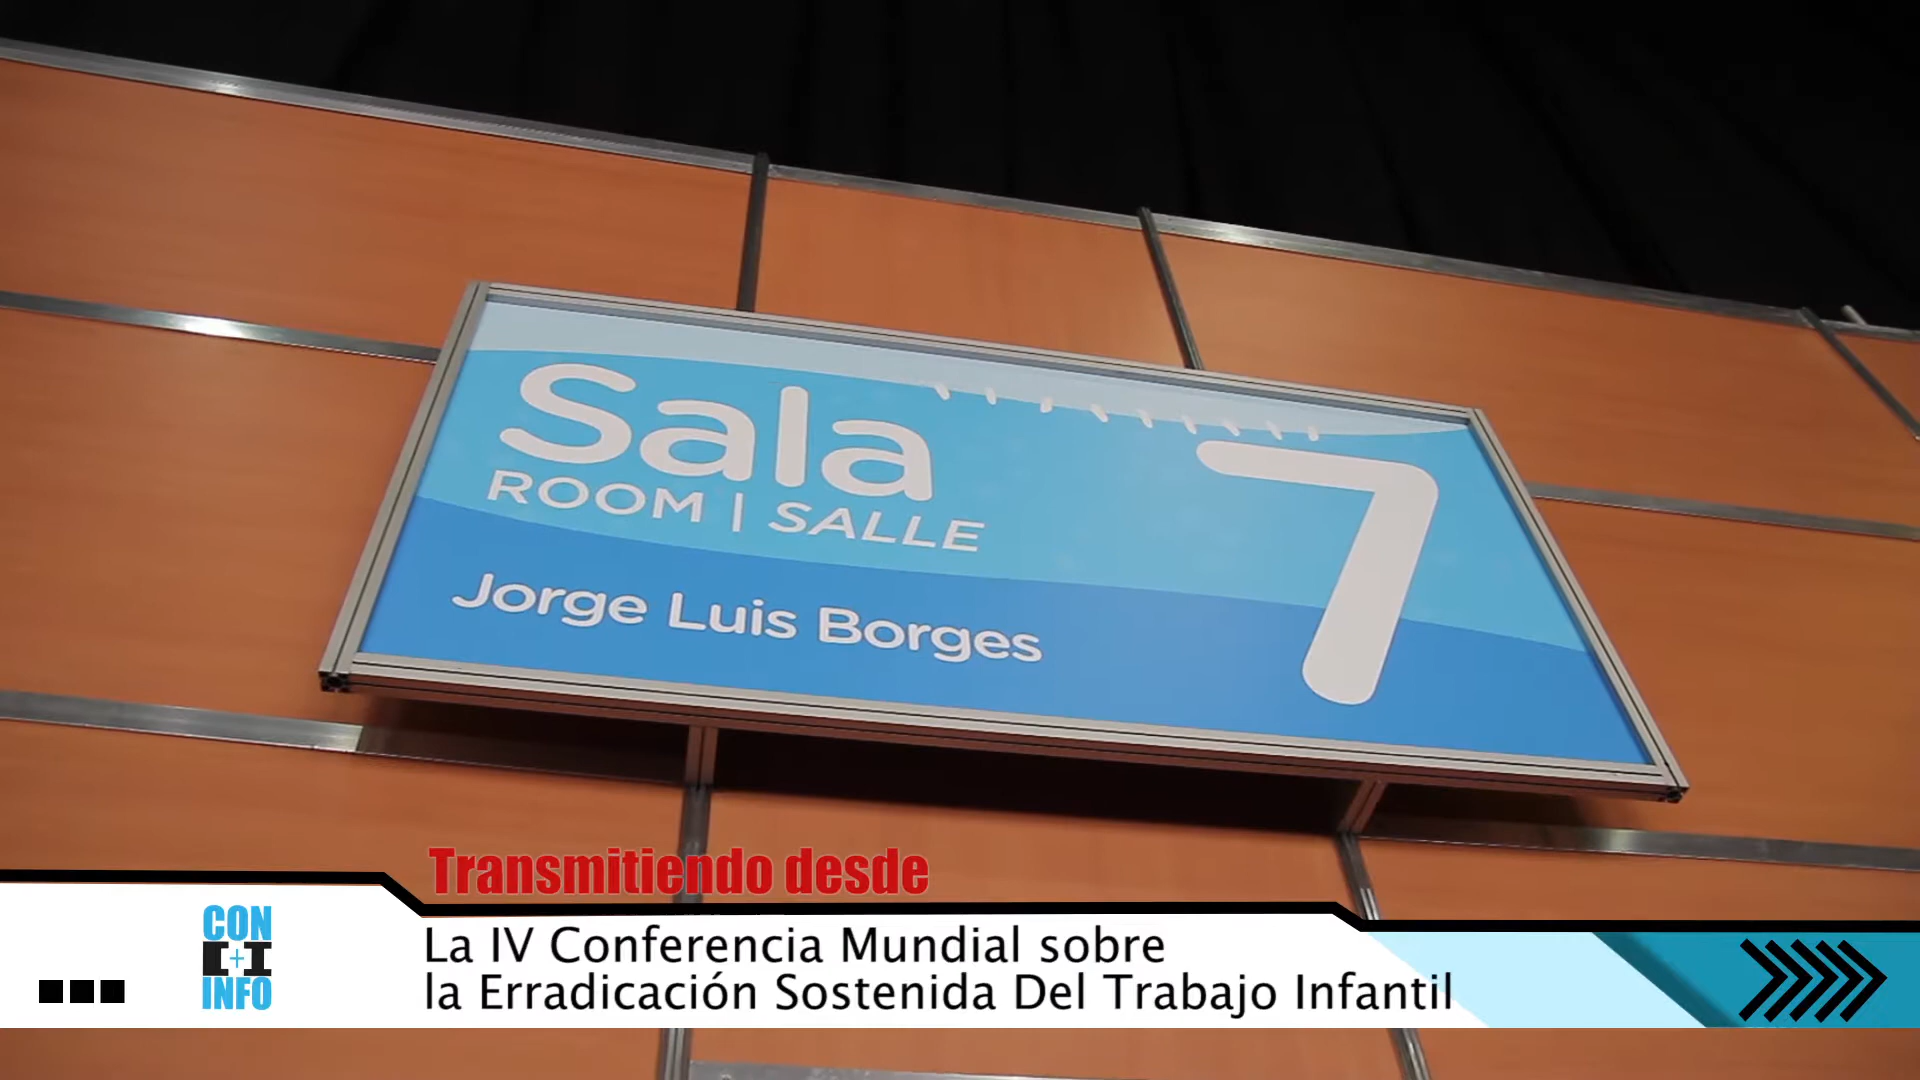 Sala
ROOM | SALLE
7
Jorge Luis Borges
Transmitiendo desde
CON
I+I
INFO
La IV Conferencia Mundial sobre
la Erradicación Sostenida Del Trabajo Infantil